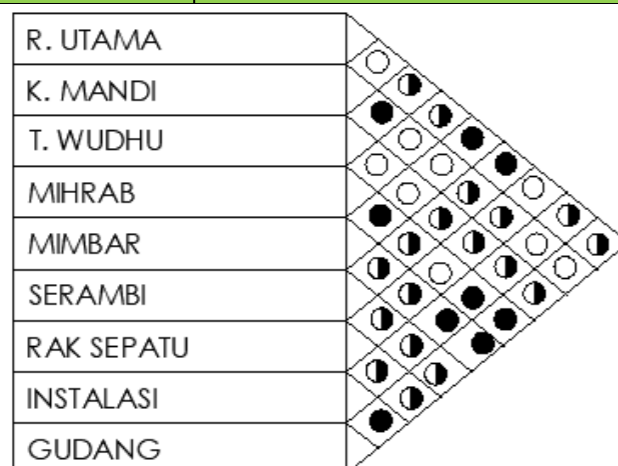 R. UTAMA
K. MANDI
T. WUDHU
MIHRAB
MIMBAR
SERAMBI
RAK SEPATU
INSTALASI
GUDANG